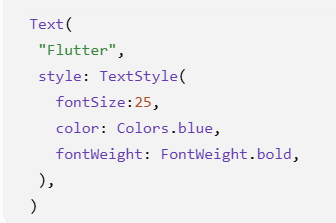 Text(
"Flutter",
style: TextStyle(
fontSize:25,
color: Colors.blue,
fontWeight: FontWeight.bold,
),
)